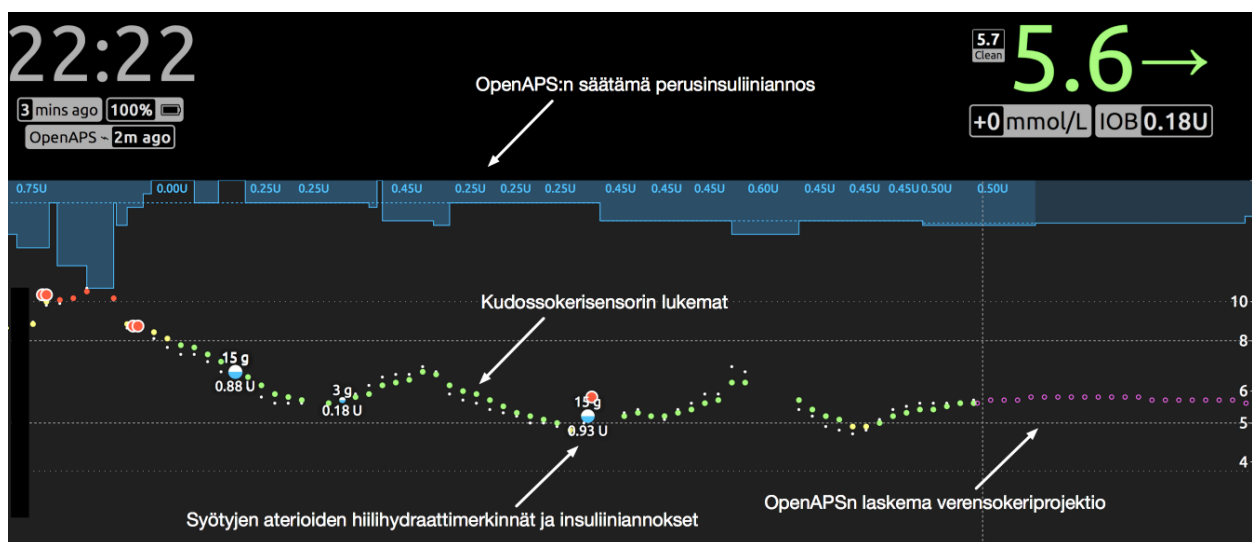 22:22
3 mins ago 100%
OpenAPS ~ 2m ago
5.7
Clean
5.6→
+0 mmol/L IOB 0.18U
OpenAPS:n säätämä perusinsuliiniannos
0.75U 0.00U 0.25U 0.25U 0.45U 0.25U 0.25U 0.25U 0.45U 0.45U 0.45U 0.60U 0.45U 0.45U 0.45U 0.50U 0.50U
Kudossokerisensorin lukemat
10
8
6
5
4
15 g
0.88 U
3 g
0.18 U
15 g
0.93 U
Syötyjen aterioiden hiilihydraattimerkinnät ja insuliiniannokset
OpenAPSn laskema verensokeriprojektio